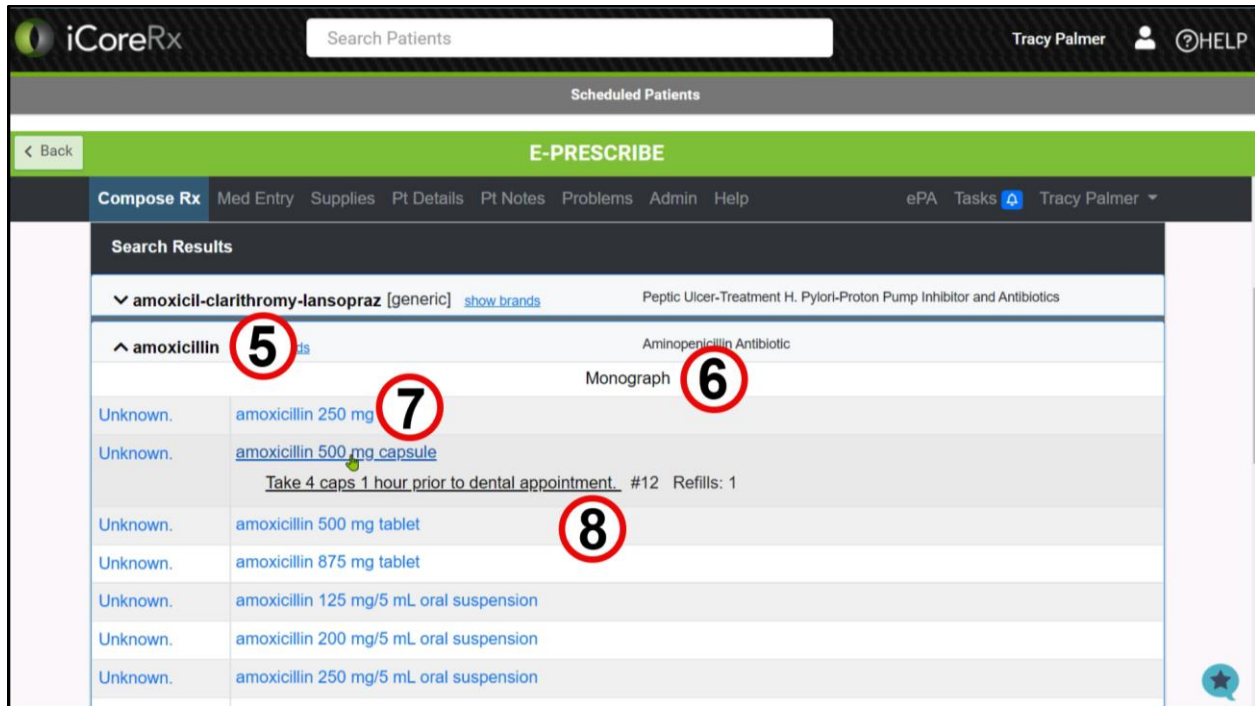 iCoreRx Search Patients Tracy Palmer ?HELP
Scheduled Patients
< Back E-PRESCRIBE
Compose Rx Med Entry Supplies Pt Details Pt Notes Problems Admin Help ePA Tasks Tracy Palmer
Search Results
amoxicil-clarithromy-lansopraz [generic] show brands Peptic Ulcer-Treatment H. Pylori-Proton Pump Inhibitor and Antibiotics
amoxicillin 5 ds Aminopenicillin Antibiotic
Monograph 6
Unknown. amoxicillin 250 mg 7
Unknown. amoxicillin 500 mg capsule
Take 4 caps 1 hour prior to dental appointment. #12 Refills: 1
Unknown. amoxicillin 500 mg tablet 8
Unknown. amoxicillin 875 mg tablet
Unknown. amoxicillin 125 mg/5 mL oral suspension
Unknown. amoxicillin 200 mg/5 mL oral suspension
Unknown. amoxicillin 250 mg/5 mL oral suspension